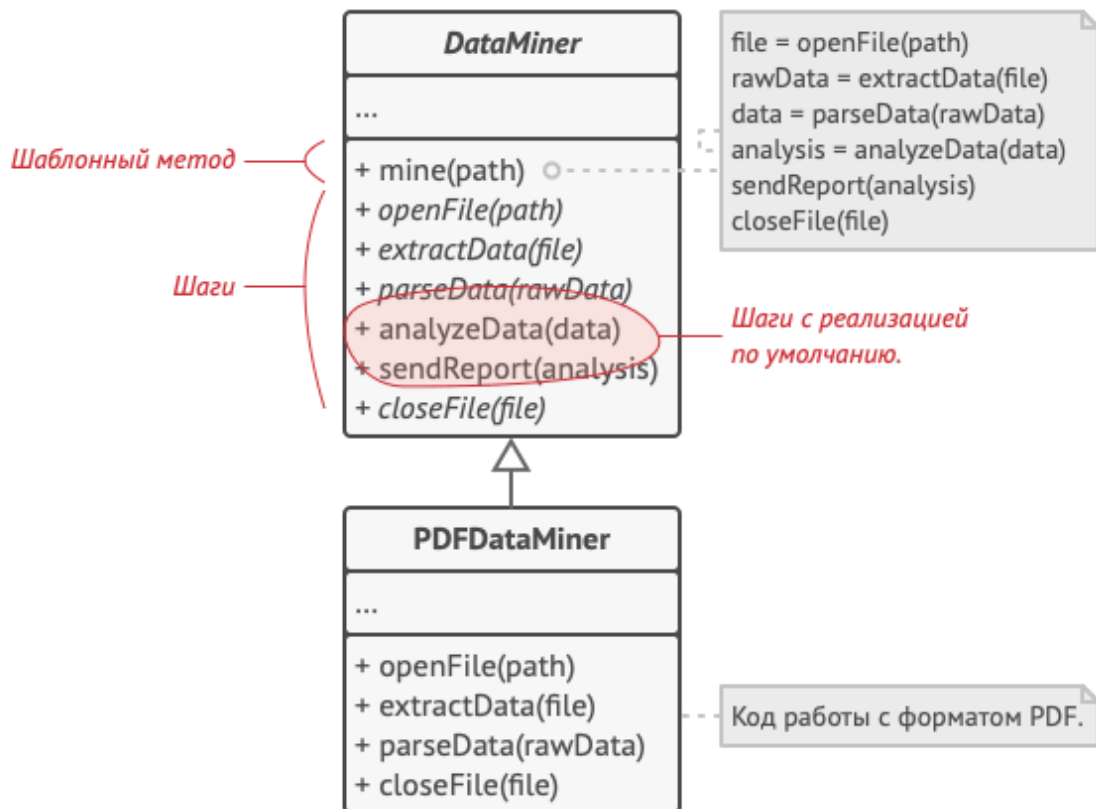 DataMiner
...
+ mine(path)
+ openFile(path)
+ extractData(file)
+ parseData(rawData)
+ analyzeData(data)
+ sendReport(analysis)
+ closeFile(file)
file = openFile(path)
rawData = extractData(file)
data = parseData(rawData)
analysis = analyzeData(data)
sendReport(analysis)
closeFile(file)
Шаблонный метод
Шаги
Шаги с реализацией
по умолчанию.
PDFDataMiner
...
+ openFile(path)
+ extractData(file)
+ parseData(rawData)
+ closeFile(file)
Код работы с форматом PDF.